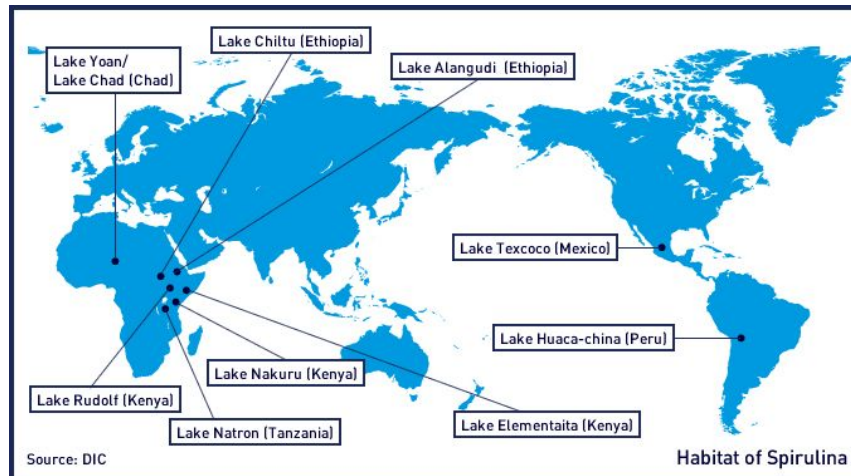 Lake Chiltu (Ethiopia)
Lake Yoan/
Lake Chad (Chad)
Lake Alangudi (Ethiopia)
Lake Texcoco (Mexico)
Lake Huaca-china (Peru)
Lake Nakuru (Kenya)
Lake Rudolf (Kenya)
Lake Elementaita (Kenya)
Lake Natron (Tanzania)
Source: DIC
Habitat of Spirulina